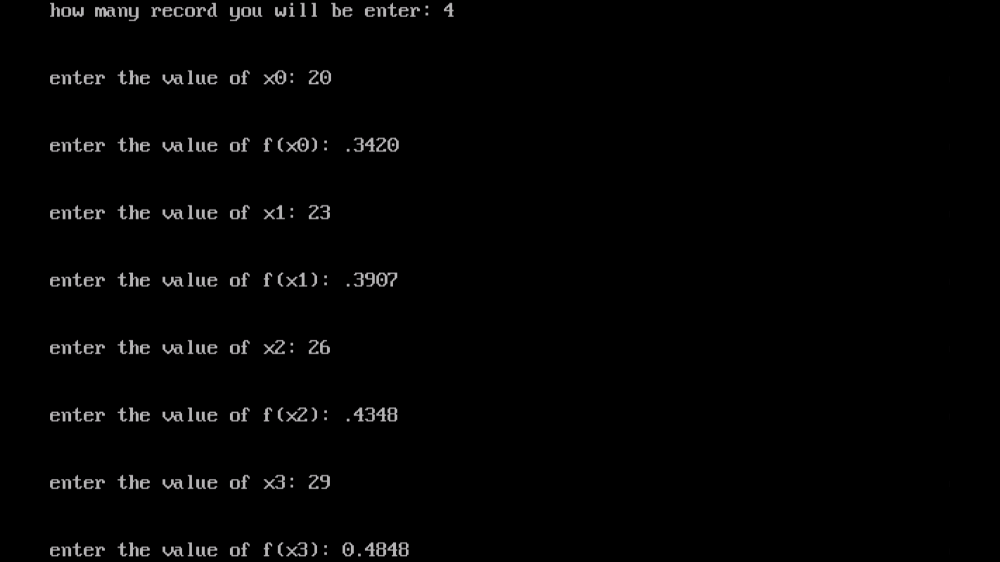 how many record you will be enter: 4
enter the value of x0: 20
enter the value of f(x0): .3420
enter the value of x1: 23
enter the value of f(x1): .3907
enter the value of x2: 26
enter the value of f(x2): .4348
enter the value of x3: 29
enter the value of f(x3): 0.4848